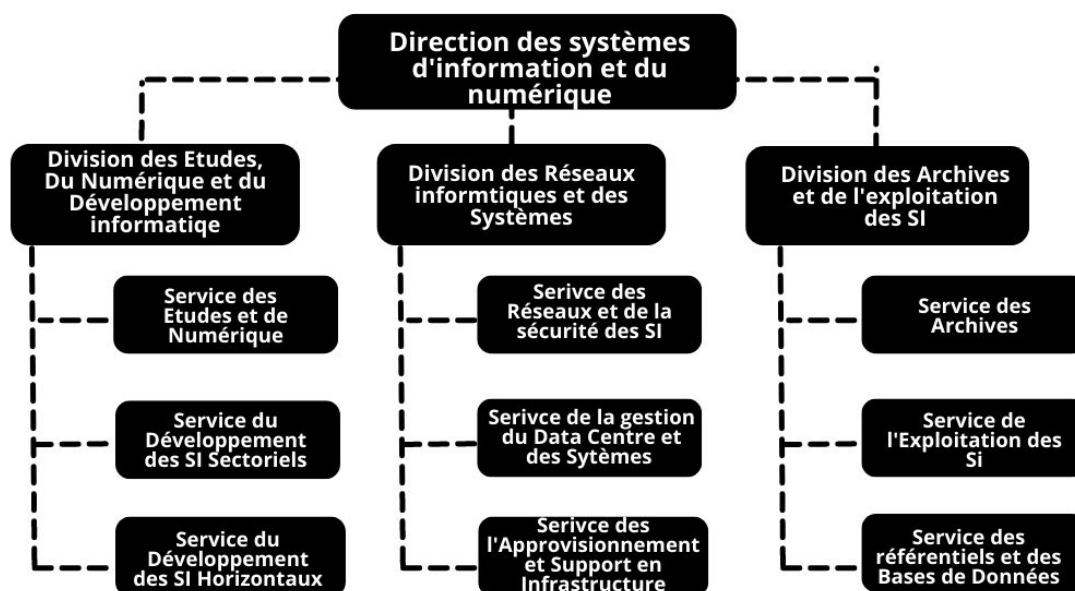 Direction des systèmes
d'information et du
numérique
Division des Etudes,
Du Numérique et du
Développement
informatiqe
Division des Réseaux
informtiques et des
Systèmes
Division des Archives
et de l'exploitation
des SI
Service des
Etudes et de
Numérique
Serivce des
Réseaux et de la
sécurité des SI
Service des
Archives
Service du
Développement
des SI Sectoriels
Serivce de la gestion
du Data Centre et
des Sytèmes
Service de
l'Exploitation des
Si
Service du
Développement
des SI Horizontaux
Serivce des
l'Approvisionnement
et Support en
Infrastructure
Service des
référentiels et des
Bases de Données